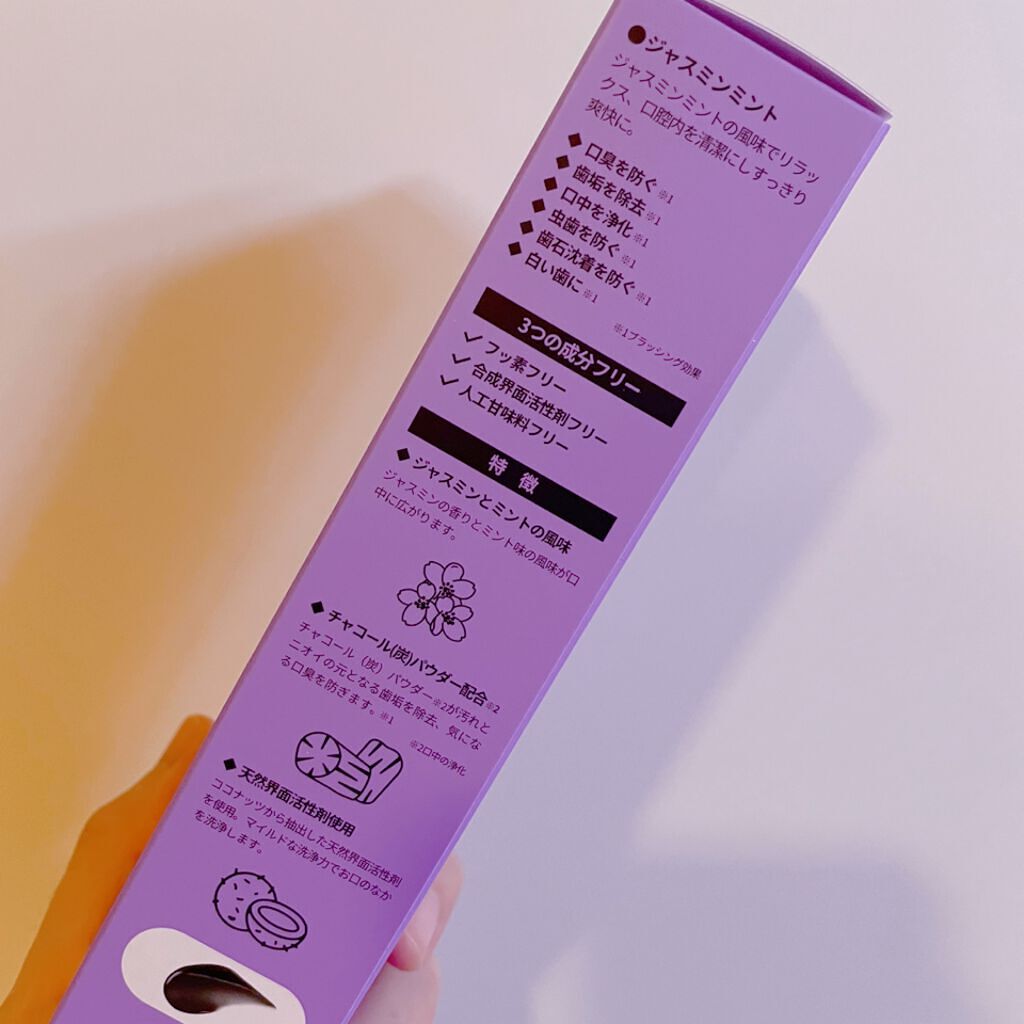 ●ジャスミンミント
ジャスミンミントの風味でリラッ
クス、口腔内を清潔にしすっきり
爽快に。
◆ 口臭を防ぐ ※1
◆ 歯垢を除去 ※1
◆ 口中を浄化 ※1
◆ 虫歯を防ぐ ※1
◆ 歯石沈着を防ぐ ※1
◆ 白い歯に ※1
※1ブラッシング効果
3つの成分フリー
✓ フッ素フリー
✓ 合成界面活性剤フリー
✓ 人工甘味料フリー
特 徴
◆ ジャスミンとミントの風味
ジャスミンの香りとミント味の風味が口
中に広がります。
◆ チャコール(炭)パウダー配合※2
チャコール（炭）パウダー※2が汚れと
ニオイの元となる歯垢を除去、気にな
る口臭を防ぎます。※1
※2口中の浄化
◆ 天然界面活性剤使用
ココナッツから抽出した天然界面活性剤
を使用。マイルドな洗浄力でお口のなか
を洗浄します。